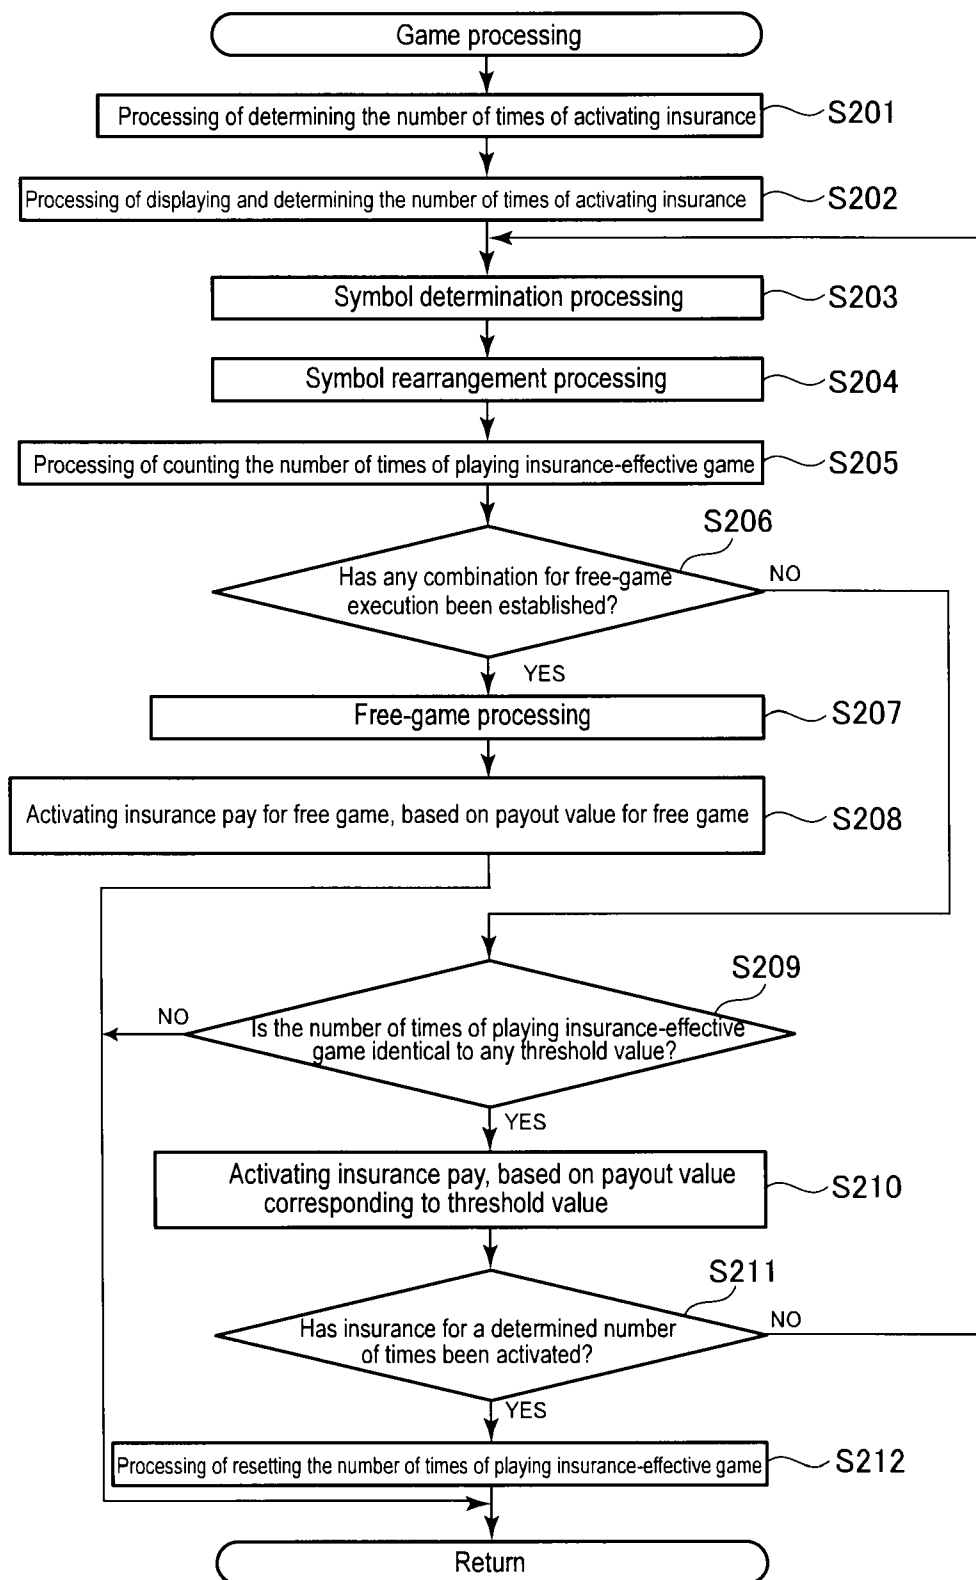 Game processing
Processing of determining the number of times of activating insurance
S201
Processing of displaying and determining the number of times of activating insurance
S202
Symbol determination processing
S203
Symbol rearrangement processing
S204
Processing of counting the number of times of playing insurance-effective game
S205
S206
Has any combination for free-game
execution been established?
NO
YES
Free-game processing
S207
Activating insurance pay for free game, based on payout value for free game
S208
S209
NO
Is the number of times of playing insurance-effective
game identical to any threshold value?
YES
Activating insurance pay, based on payout value
corresponding to threshold value
S210
S211
Has insurance for a determined number
of times been activated?
NO
YES
Processing of resetting the number of times of playing insurance-effective game
S212
Return